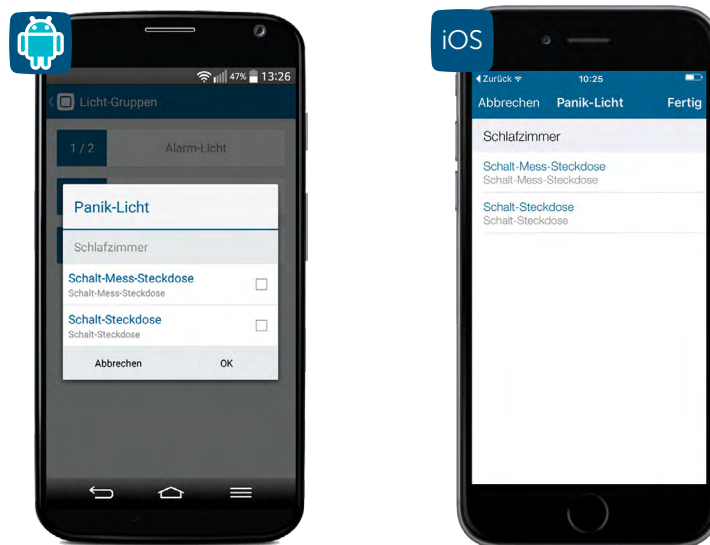 47% 13:26
Licht-Gruppen
1 / 2 Alarm-Licht
Panik-Licht
Schlafzimmer
Schalt-Mess-Steckdose
Schalt-Mess-Steckdose
Schalt-Steckdose
Schalt-Steckdose
Abbrechen OK
iOS
Zurück 10:25
Abbrechen Panik-Licht Fertig
Schlafzimmer
Schalt-Mess-Steckdose
Schalt-Mess-Steckdose
Schalt-Steckdose
Schalt-Steckdose